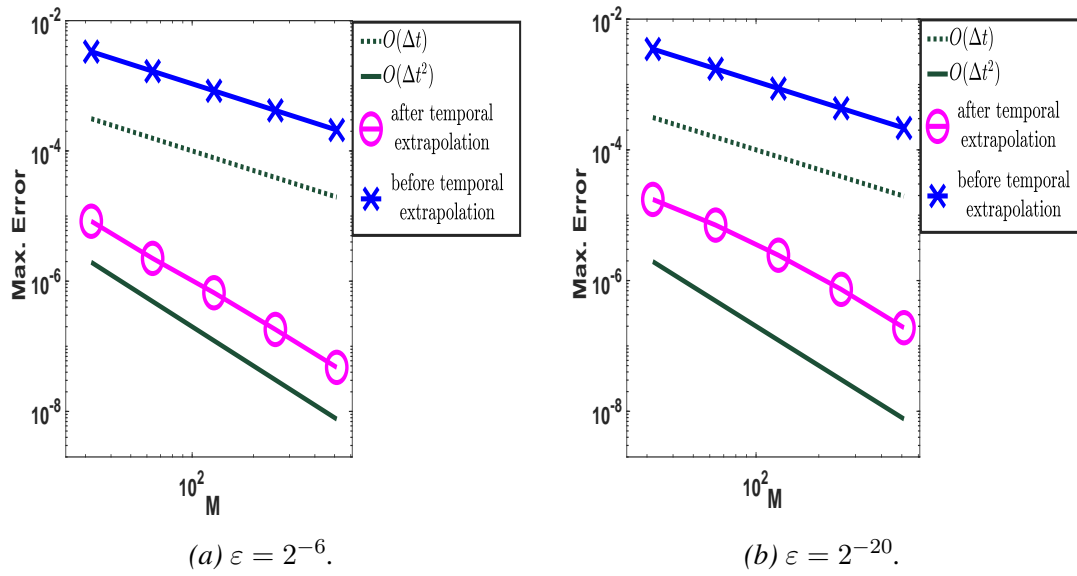 10^-2
10^-4
10^-6
10^-8
Max. Error
10^2
M
O(Δt)
O(Δt^2)
after temporal
extrapolation
before temporal
extrapolation
(a) ε = 2^-6.
10^-2
10^-4
10^-6
10^-8
Max. Error
10^2
M
O(Δt)
O(Δt^2)
after temporal
extrapolation
before temporal
extrapolation
(b) ε = 2^-20.